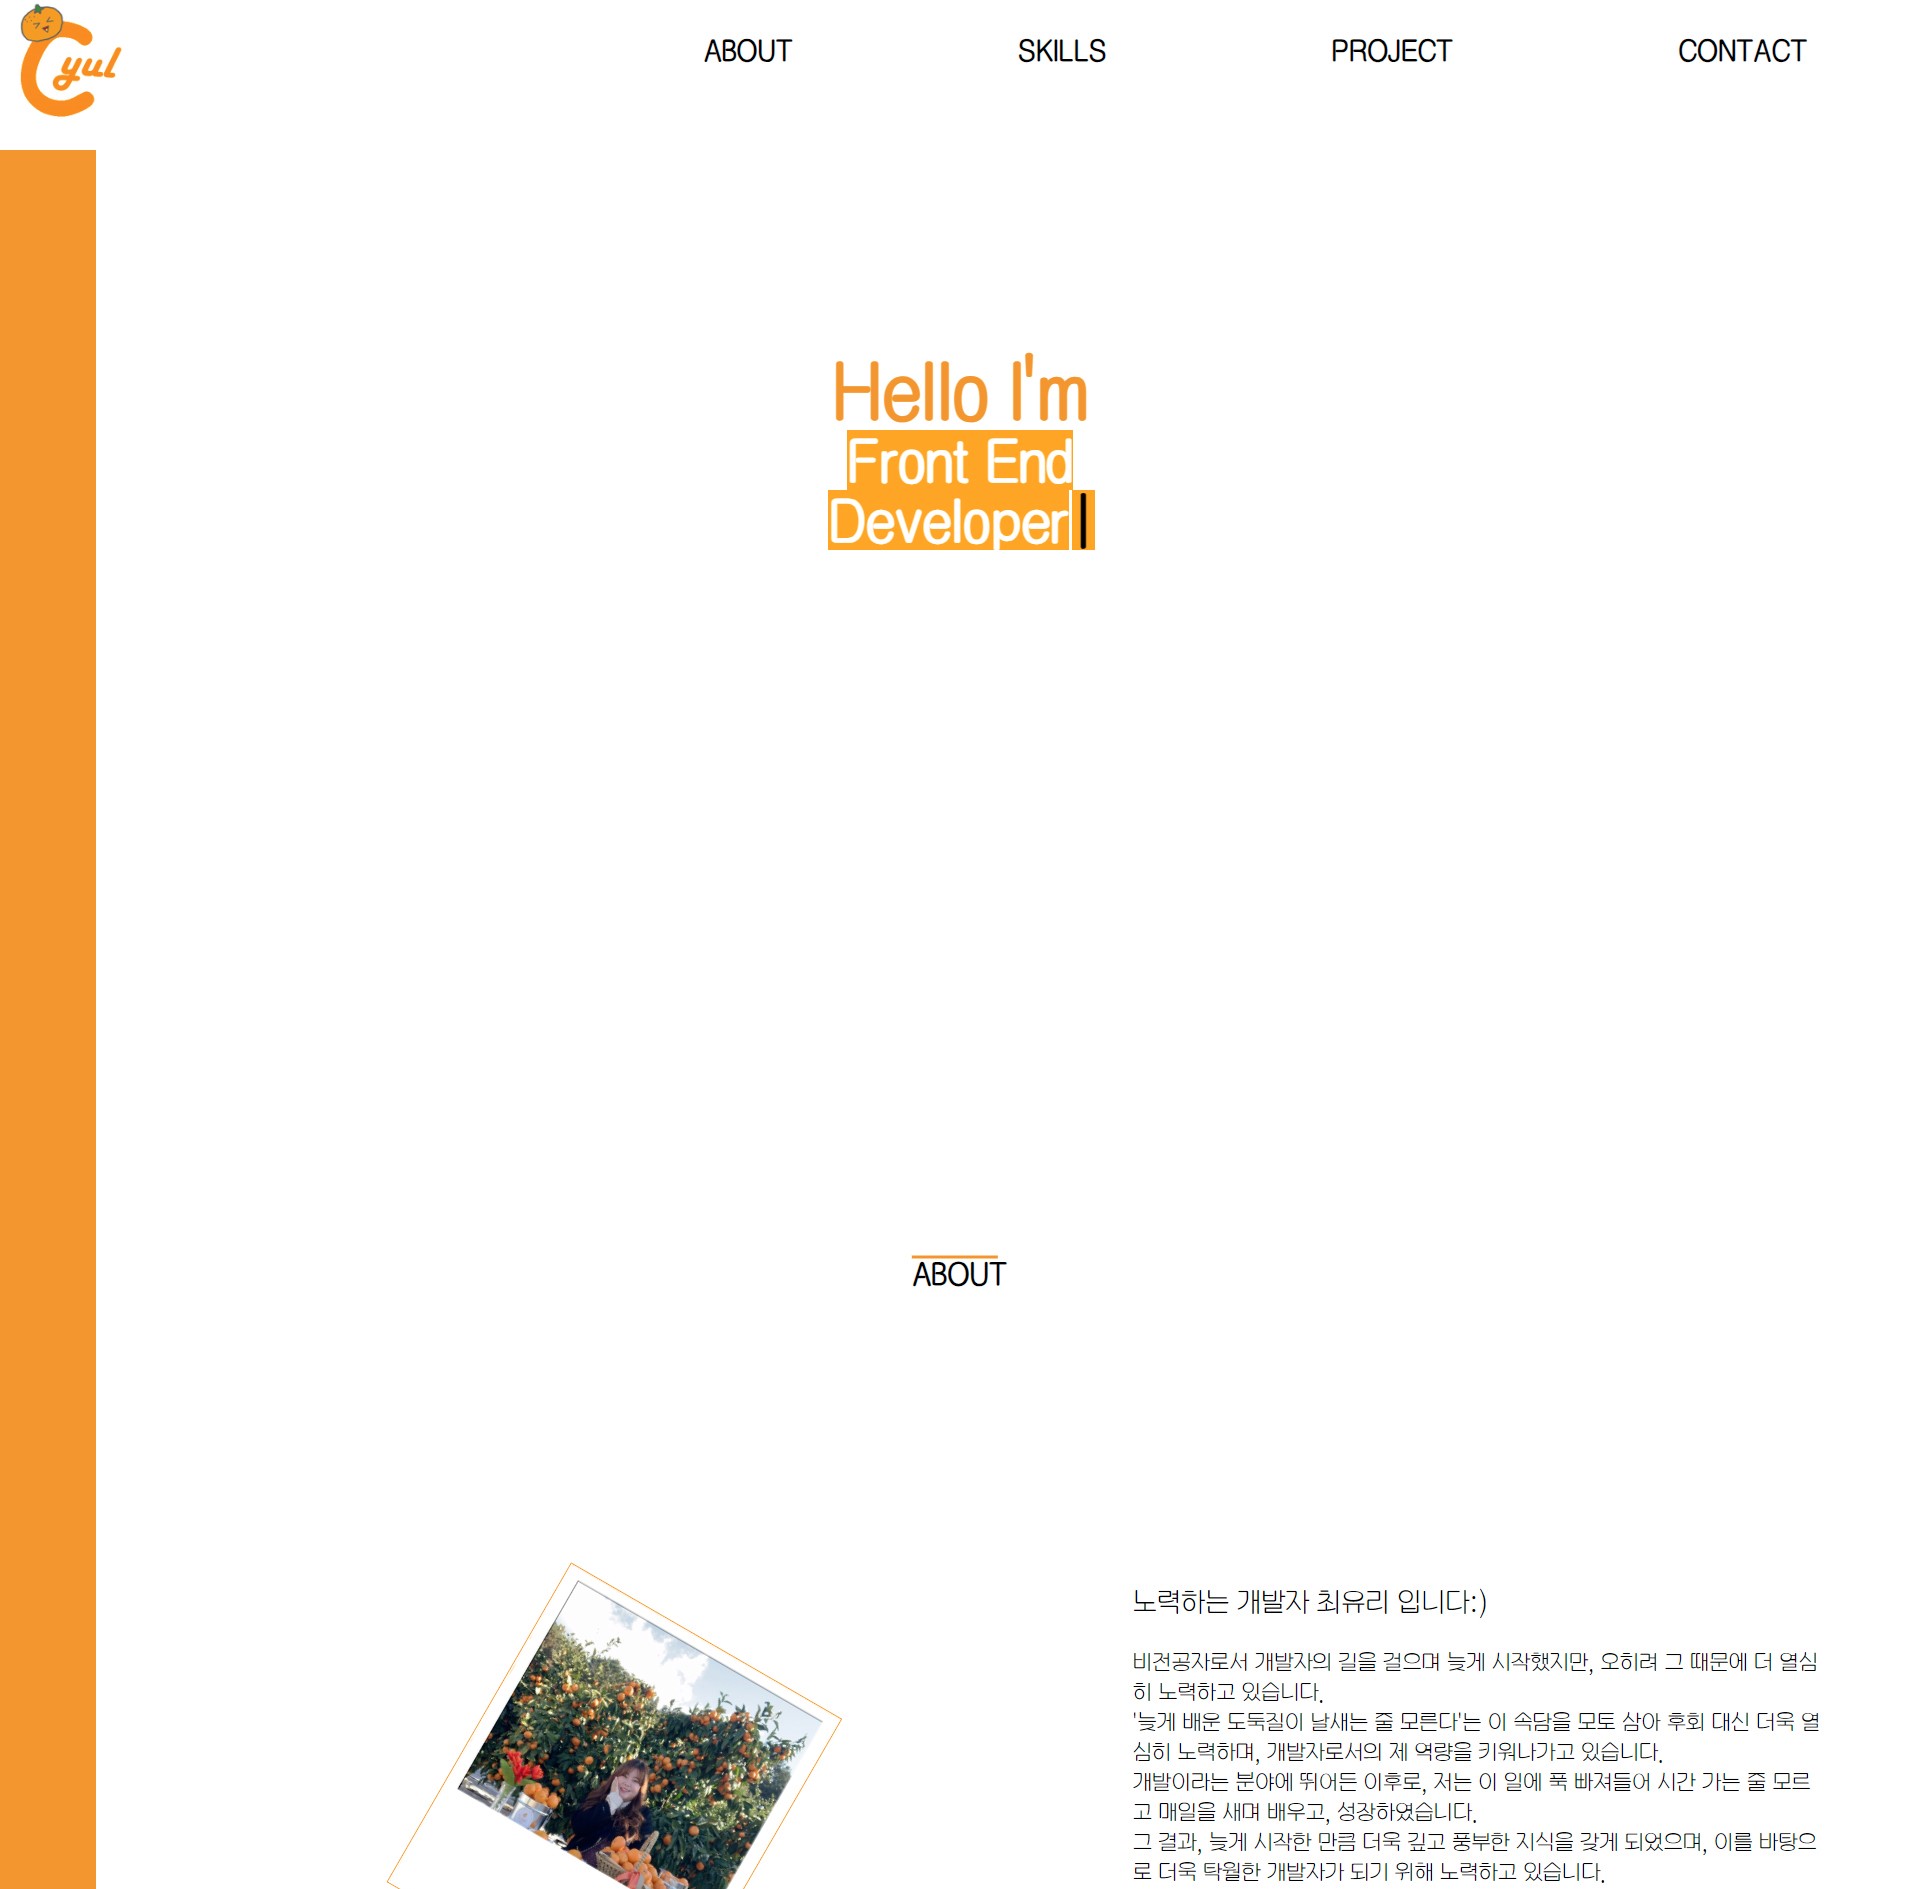 Cyul
ABOUT
SKILLS
PROJECT
CONTACT
Hello I'm
Front End
Developer|
ABOUT
노력하는 개발자 최유리 입니다:)
비전공자로서 개발자의 길을 걸으며 늦게 시작했지만, 오히려 그 때문에 더 열심
히 노력하고 있습니다.
'늦게 배운 도둑질이 날새는 줄 모른다'는 이 속담을 모토 삼아 후회 대신 더욱 열
심히 노력하며, 개발자로서의 제 역량을 키워나가고 있습니다.
개발이라는 분야에 뛰어든 이후로, 저는 이 일에 푹 빠져들어 시간 가는 줄 모르
고 매일을 새며 배우고, 성장하였습니다.
그 결과, 늦게 시작한 만큼 더욱 깊고 풍부한 지식을 갖게 되었으며, 이를 바탕으
로 더욱 탁월한 개발자가 되기 위해 노력하고 있습니다.